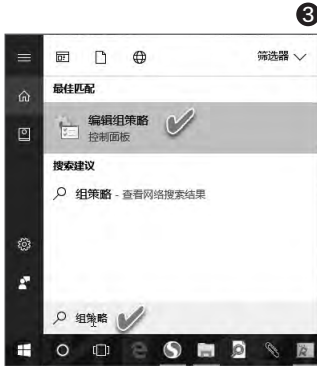 ③
筛选器
最佳匹配
编辑组策略
控制面板
搜索建议
组策略 - 查看网络搜索结果
组策略